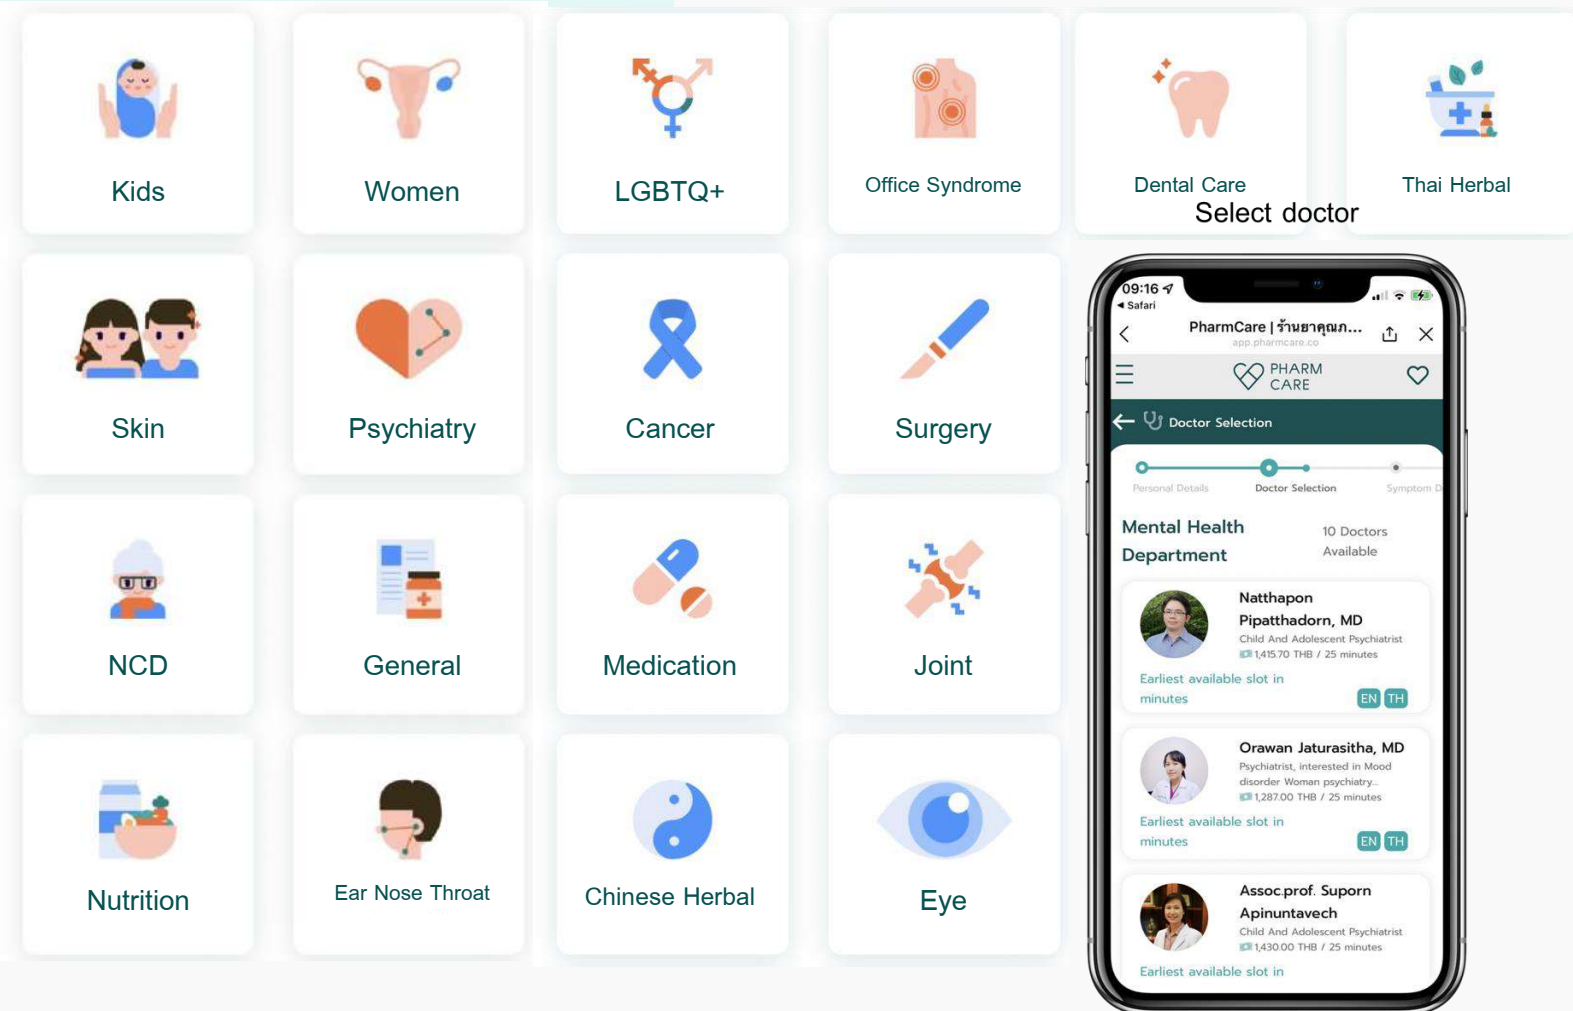 Kids
Women
LGBTQ+
Office Syndrome
Dental Care
Thai Herbal
Select doctor
Skin
Psychiatry
Cancer
Surgery
NCD
General
Medication
Joint
Nutrition
Ear Nose Throat
Chinese Herbal
Eye
09:16
Safari
PharmCare | ร้านยาคุณภ...
app.pharmcare.co
PHARM
CARE
Doctor Selection
Personal Details
Doctor Selection
Symptom D
Mental Health
Department
10 Doctors
Available
Natthapon
Pipatthadorn, MD
Child And Adolescent Psychiatrist
1,415.70 THB / 25 minutes
Earliest available slot in
minutes
EN TH
Orawan Jaturasitha, MD
Psychiatrist, interested in Mood
disorder Woman psychiatry...
1,287.00 THB / 25 minutes
Earliest available slot in
minutes
EN TH
Assoc.prof. Suporn
Apinuntavech
Child And Adolescent Psychiatrist
1,430.00 THB / 25 minutes
Earliest available slot in